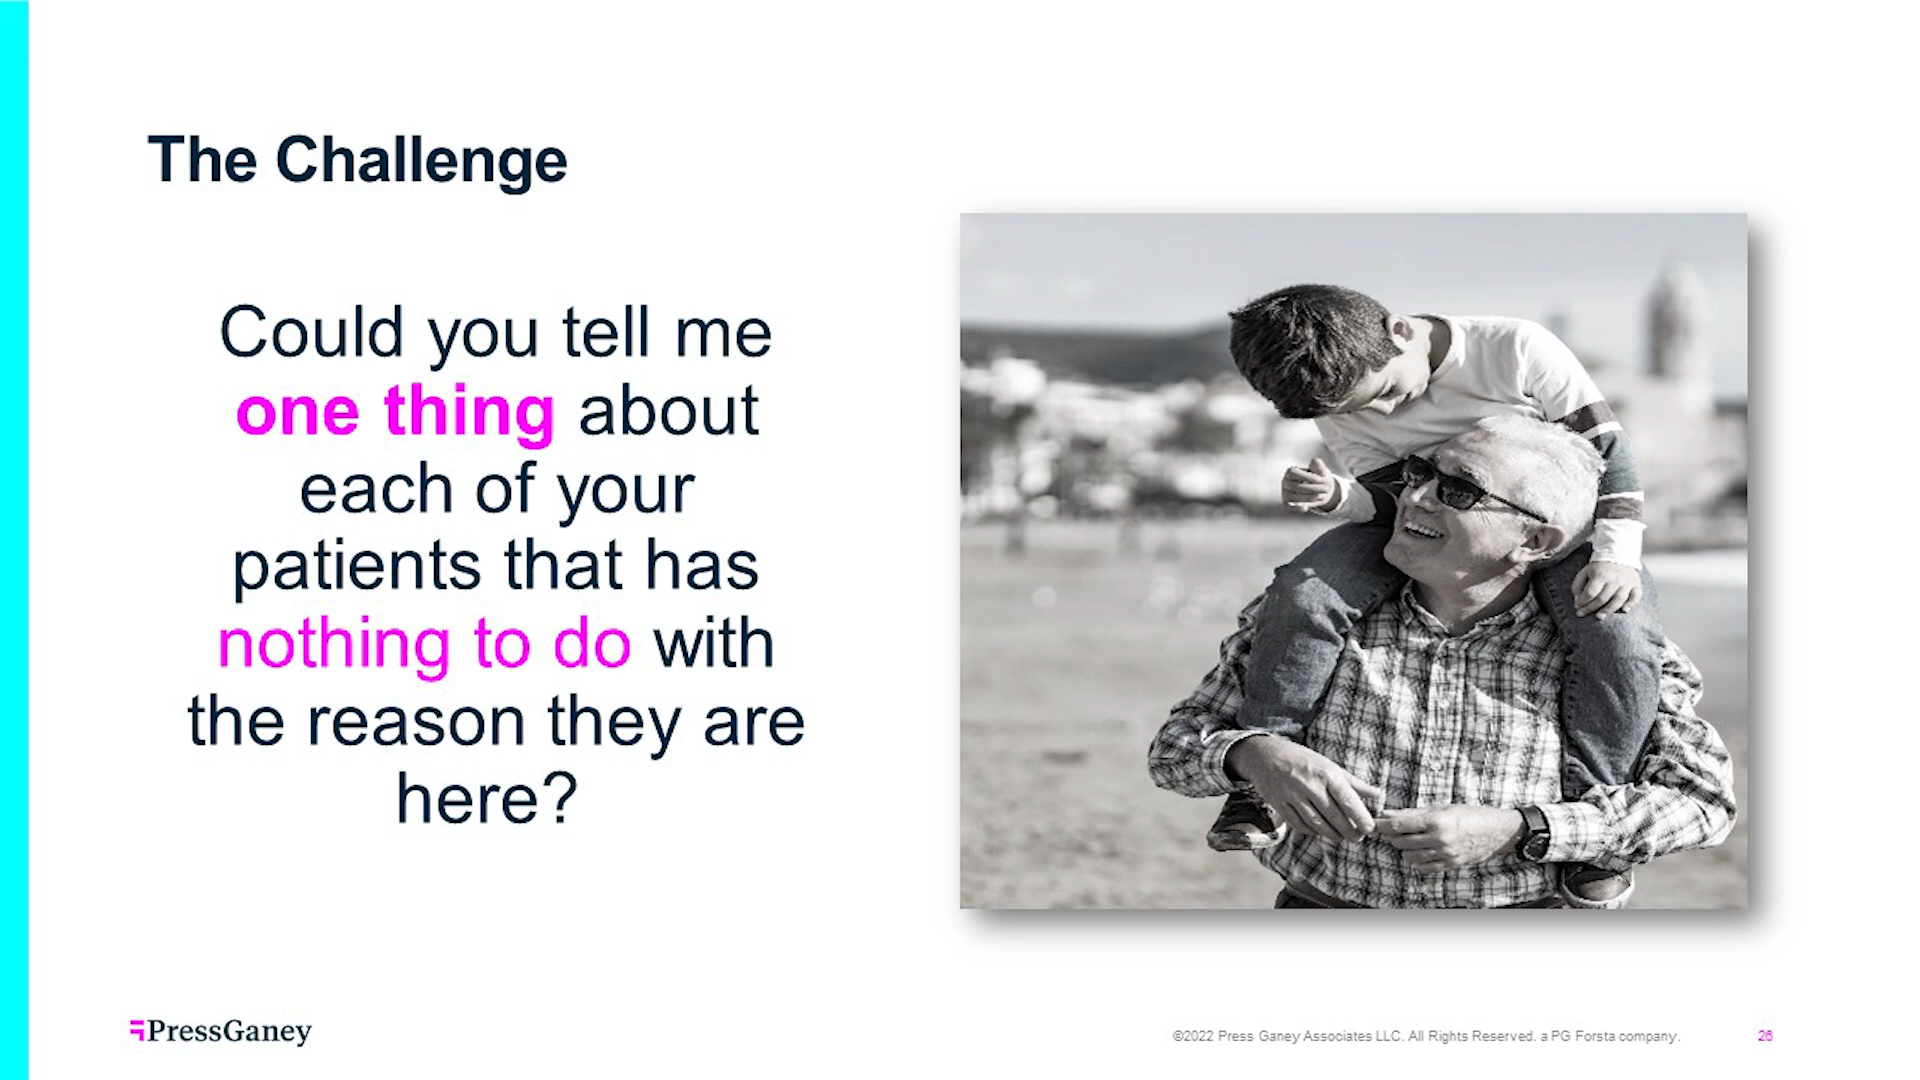 The Challenge
Could you tell me
one thing about
each of your
patients that has
nothing to do with
the reason they are
here?
PressGaney
©2022 Press Ganey Associates LLC. All Rights Reserved. a PG Forsta company.
26